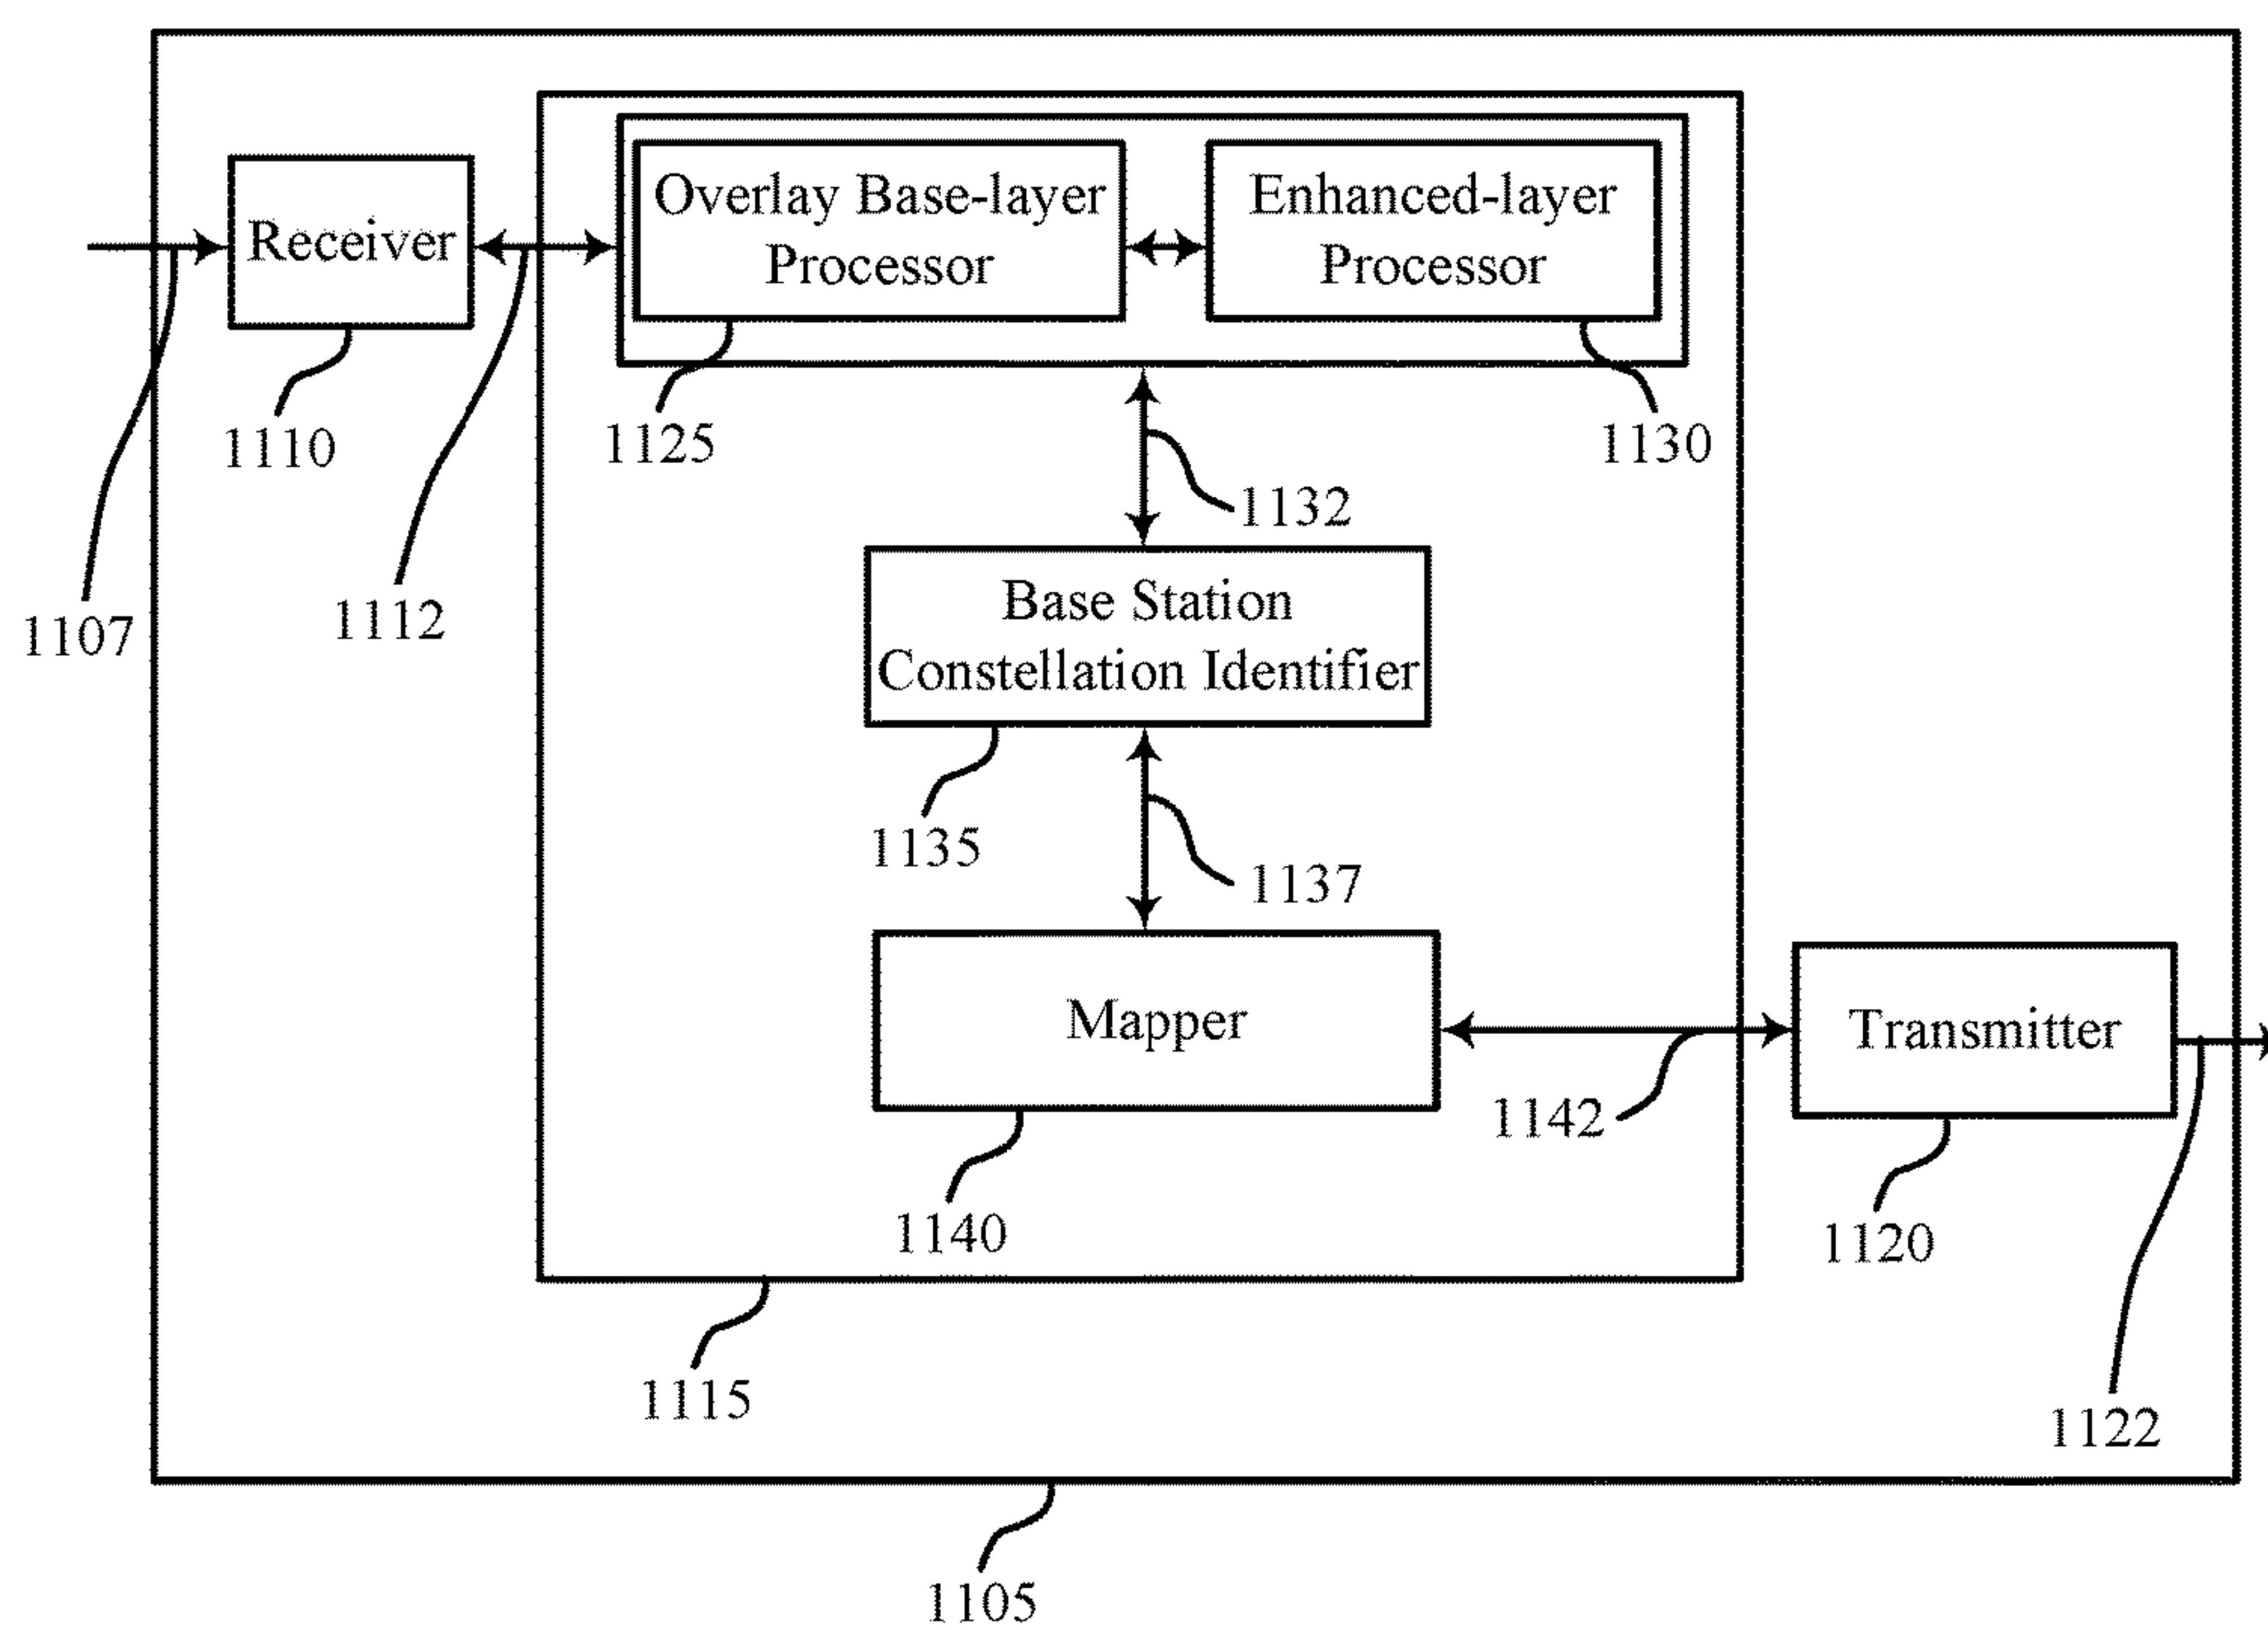 Receiver
Overlay Base-layer
Processor
Enhanced-layer
Processor
1110
1125
1130
1132
1107
1112
Base Station
Constellation Identifier
1135
1137
Mapper
Transmitter
1142
1140
1120
1115
1122
1105